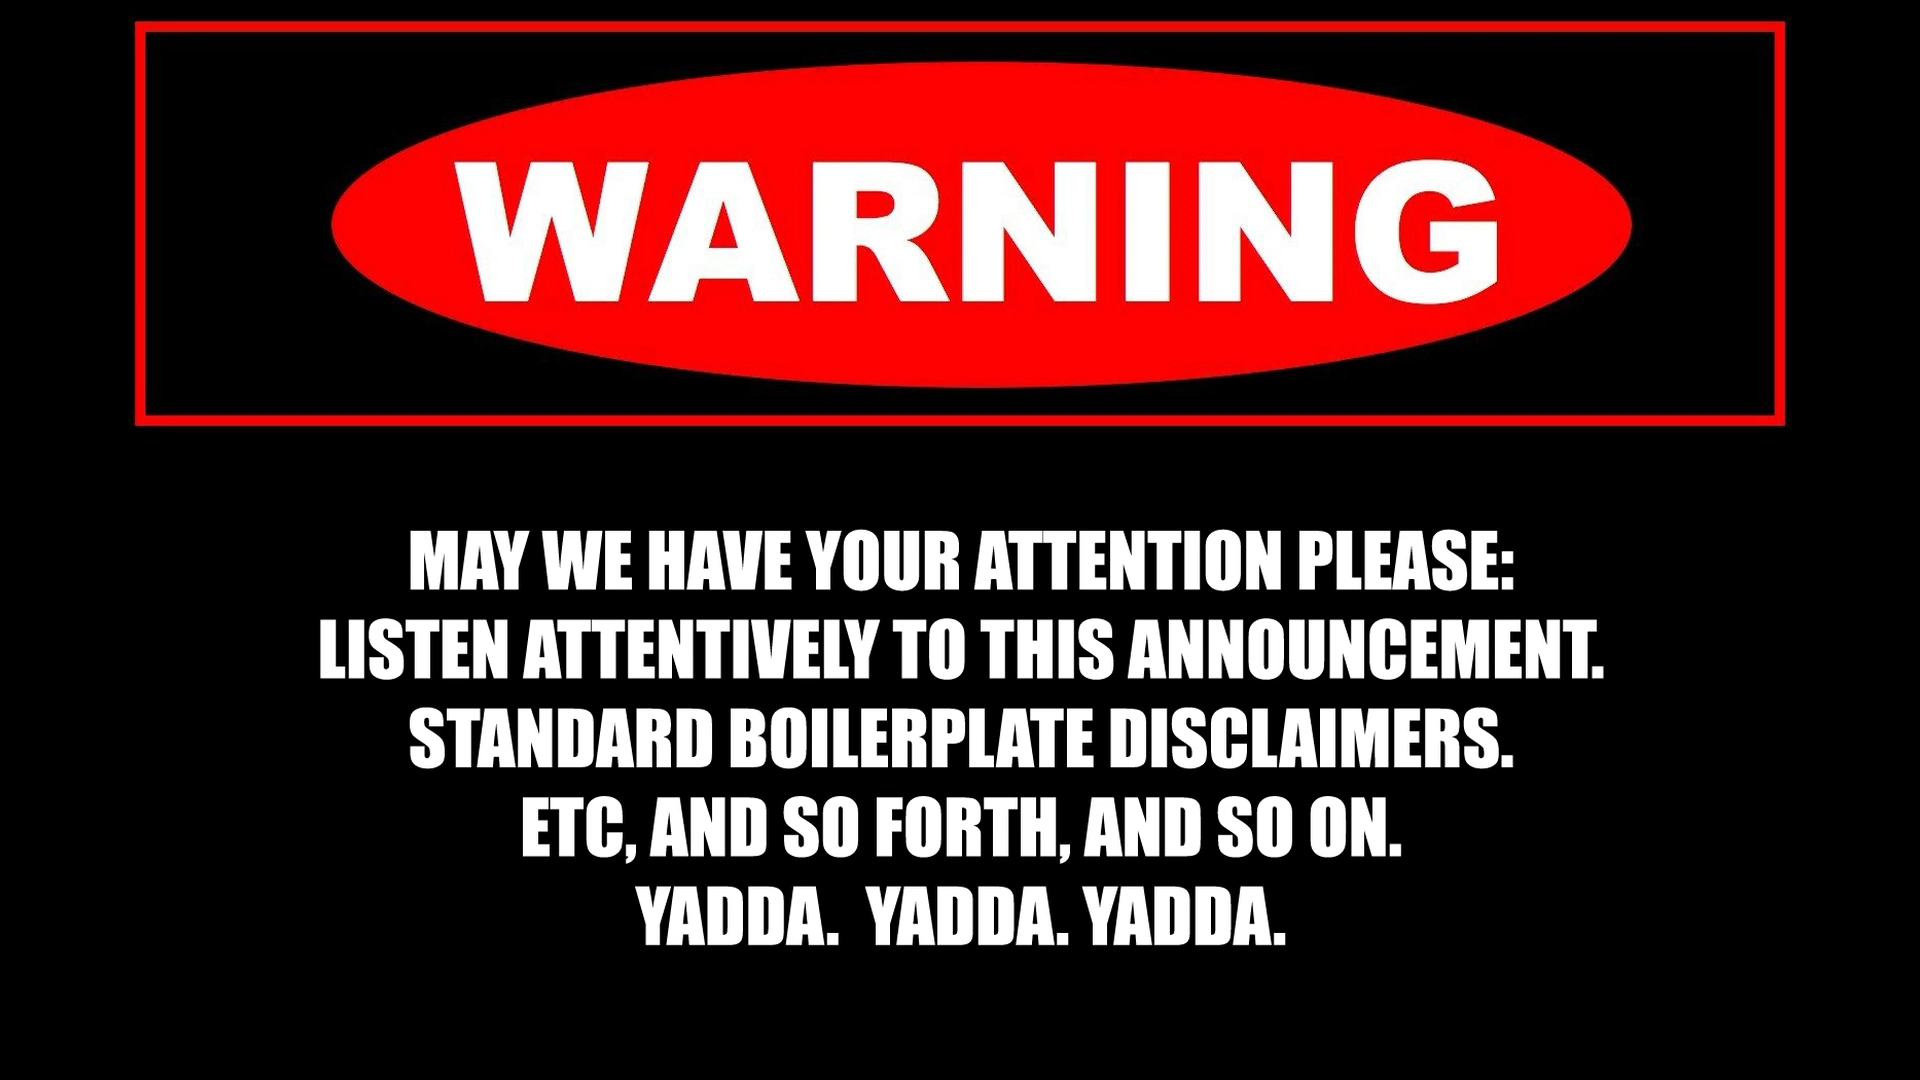 WARNING
MAY WE HAVE YOUR ATTENTION PLEASE:
LISTEN ATTENTIVELY TO THIS ANNOUNCEMENT.
STANDARD BOILERPLATE DISCLAIMERS.
ETC, AND SO FORTH, AND SO ON.
YADDA.  YADDA. YADDA.